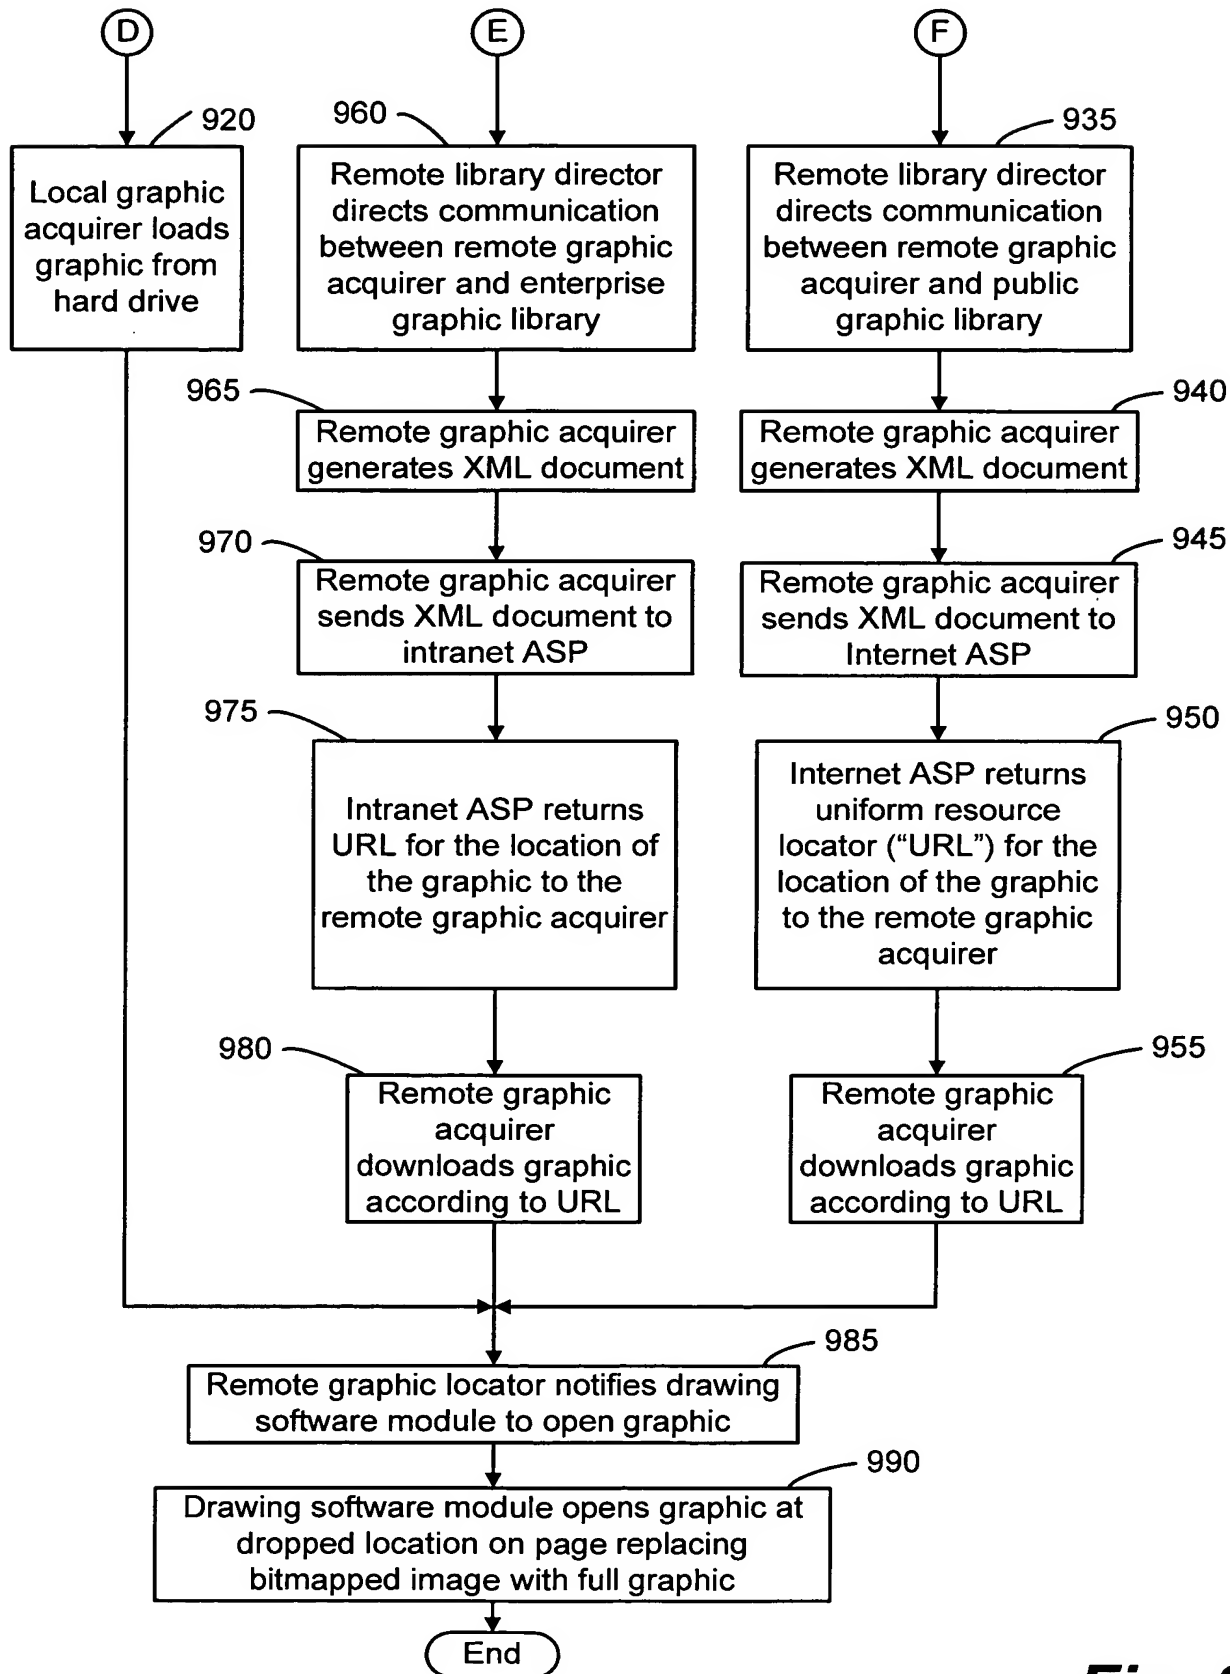 D
E
F
920
Local graphic
acquirer loads
graphic from
hard drive
960
Remote library director
directs communication
between remote graphic
acquirer and enterprise
graphic library
935
Remote library director
directs communication
between remote graphic
acquirer and public
graphic library
965
Remote graphic acquirer
generates XML document
940
Remote graphic acquirer
generates XML document
970
Remote graphic acquirer
sends XML document to
intranet ASP
945
Remote graphic acquirer
sends XML document to
Internet ASP
975
Intranet ASP returns
URL for the location of
the graphic to the
remote graphic acquirer
950
Internet ASP returns
uniform resource
locator (“URL”) for the
location of the graphic
to the remote graphic
acquirer
980
Remote graphic
acquirer
downloads graphic
according to URL
955
Remote graphic
acquirer
downloads graphic
according to URL
985
Remote graphic locator notifies drawing
software module to open graphic
990
Drawing software module opens graphic at
dropped location on page replacing
bitmapped image with full graphic
End